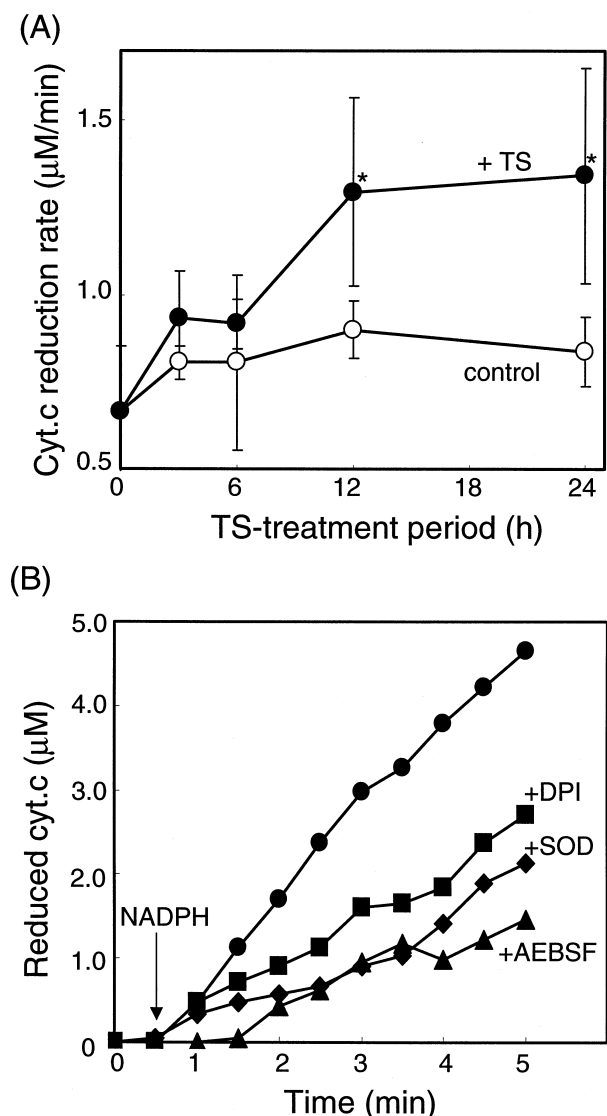 (A)
Cyt.c reduction rate (μM/min)
1.5
1.0
0.5
+ TS
*
*
control
0 6 12 18 24
TS-treatment period (h)
(B)
Reduced cyt.c (μM)
5.0
4.0
3.0
2.0
1.0
0
NADPH
+DPI
+SOD
+AEBSF
0 1 2 3 4 5
Time (min)